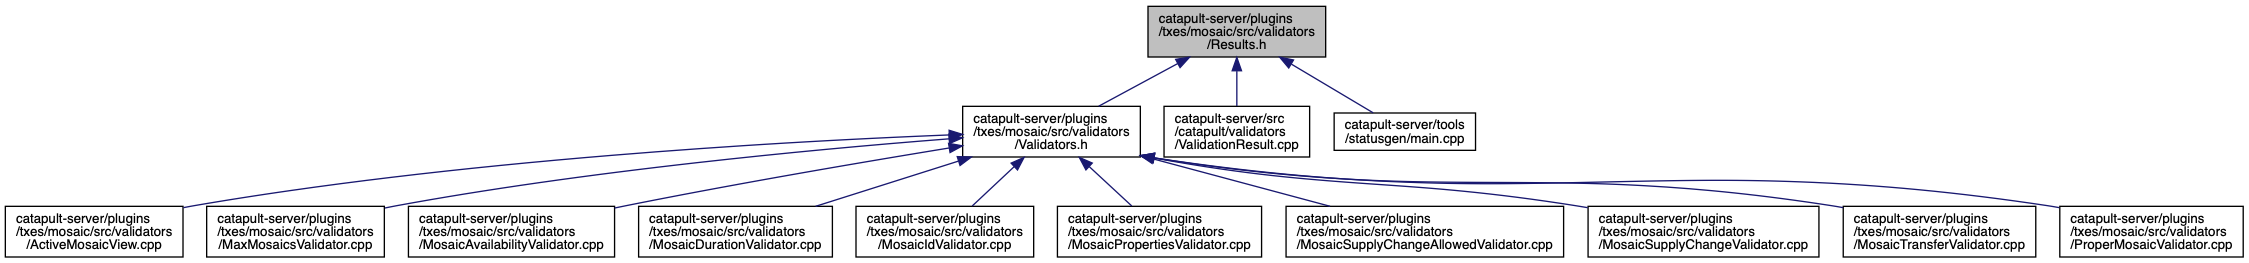 catapult-server/plugins
/txes/mosaic/src/validators
/Results.h
catapult-server/plugins
/txes/mosaic/src/validators
/Validators.h
catapult-server/src
/catapult/validators
/ValidationResult.cpp
catapult-server/tools
/statusgen/main.cpp
catapult-server/plugins
/txes/mosaic/src/validators
/ActiveMosaicView.cpp
catapult-server/plugins
/txes/mosaic/src/validators
/MaxMosaicsValidator.cpp
catapult-server/plugins
/txes/mosaic/src/validators
/MosaicAvailabilityValidator.cpp
catapult-server/plugins
/txes/mosaic/src/validators
/MosaicDurationValidator.cpp
catapult-server/plugins
/txes/mosaic/src/validators
/MosaicIdValidator.cpp
catapult-server/plugins
/txes/mosaic/src/validators
/MosaicPropertiesValidator.cpp
catapult-server/plugins
/txes/mosaic/src/validators
/MosaicSupplyChangeAllowedValidator.cpp
catapult-server/plugins
/txes/mosaic/src/validators
/MosaicSupplyChangeValidator.cpp
catapult-server/plugins
/txes/mosaic/src/validators
/MosaicTransferValidator.cpp
catapult-server/plugins
/txes/mosaic/src/validators
/ProperMosaicValidator.cpp